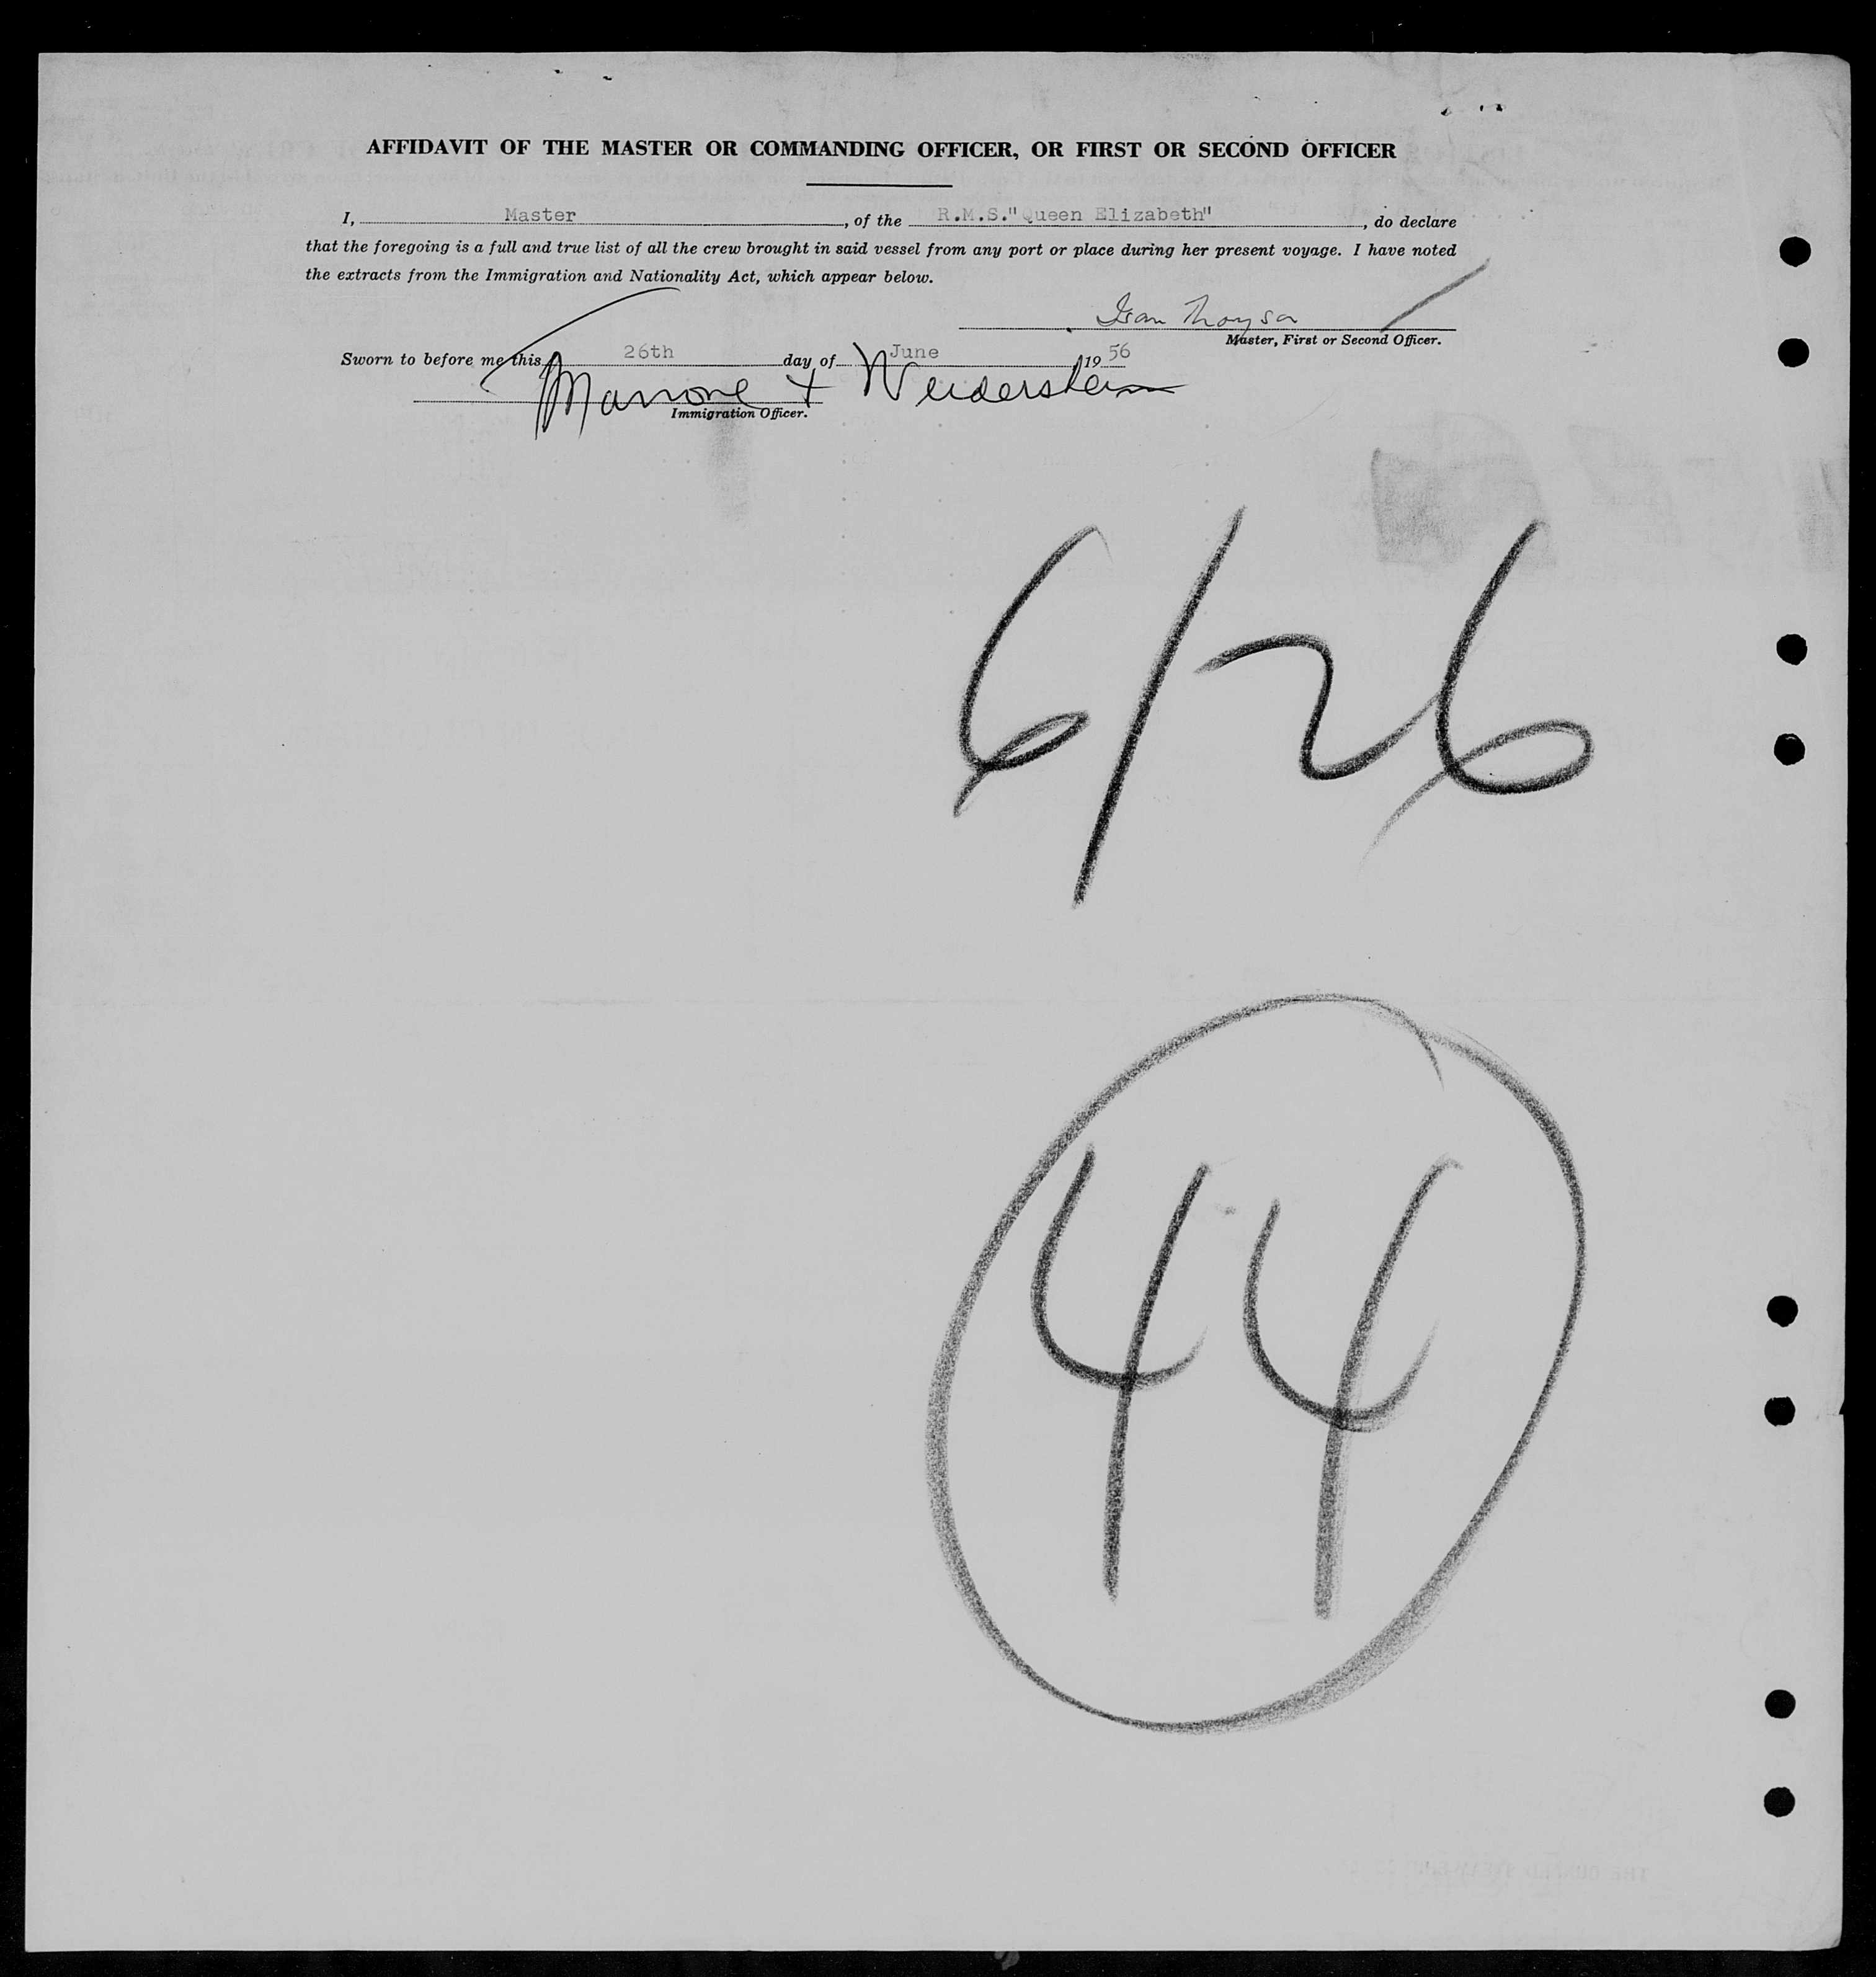 AFFIDAVIT OF THE MASTER OR COMMANDING OFFICER, OR FIRST OR SECOND OFFICER
I, Master, of the R.M.S."Queen Elizabeth", do declare
that the foregoing is a full and true list of all the crew brought in said vessel from any port or place during her present voyage. I have noted
the extracts from the Immigration and Nationality Act, which appear below.
Master, First or Second Officer.
Sworn to before me this 26th day of June 1956
Marrone +
Immigration Officer.
6/26
44